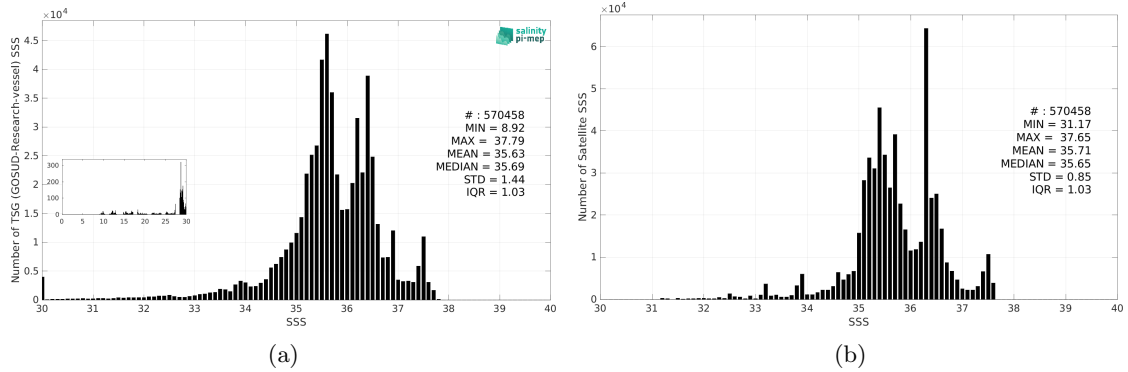 ×10⁴
Number of TSG (GOSUD-Research-vessel) SSS
4.5
4
3.5
3
2.5
2
1.5
1
0.5
0
30 31 32 33 34 35 36 37 38 39 40
SSS
salinity
pi-mep
# : 570458
MIN = 8.92
MAX = 37.79
MEAN = 35.63
MEDIAN = 35.69
STD = 1.44
IQR = 1.03
300
200
100
0
0 5 10 15 20 25 30
(a)
×10⁴
Number of Satellite SSS
6
5
4
3
2
1
0
30 31 32 33 34 35 36 37 38 39 40
SSS
# : 570458
MIN = 31.17
MAX = 37.65
MEAN = 35.71
MEDIAN = 35.65
STD = 0.85
IQR = 1.03
(b)